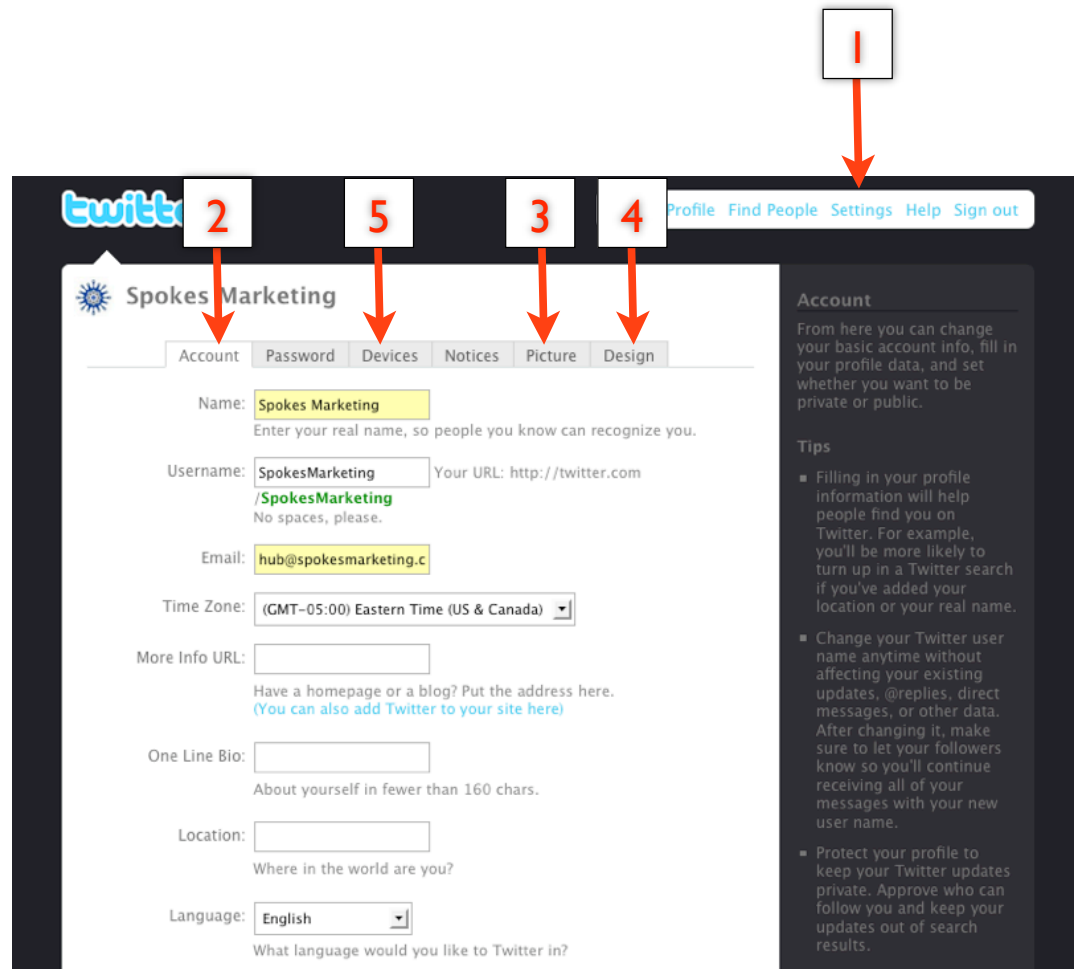 1
twitte
2
5
3
4
Profile Find People Settings Help Sign out
Spokes Marketing
Account Password Devices Notices Picture Design
Name: Spokes Marketing
Enter your real name, so people you know can recognize you.
Username: SpokesMarketing Your URL: http://twitter.com
/SpokesMarketing
No spaces, please.
Email: hub@spokesmarketing.c
Time Zone: (GMT-05:00) Eastern Time (US & Canada)
More Info URL:
Have a homepage or a blog? Put the address here.
(You can also add Twitter to your site here)
One Line Bio:
About yourself in fewer than 160 chars.
Location:
Where in the world are you?
Language: English
What language would you like to Twitter in?
Account
From here you can change
your basic account info, fill in
your profile data, and set
whether you want to be
private or public.
Tips
Filling in your profile
information will help
people find you on
Twitter. For example,
you'll be more likely to
turn up in a Twitter search
if you've added your
location or your real name.
Change your Twitter user
name anytime without
affecting your existing
updates, @replies, direct
messages, or other data.
After changing it, make
sure to let your followers
know so you'll continue
receiving all of your
messages with your new
user name.
Protect your profile to
keep your Twitter updates
private. Approve who can
follow you and keep your
updates out of search
results.